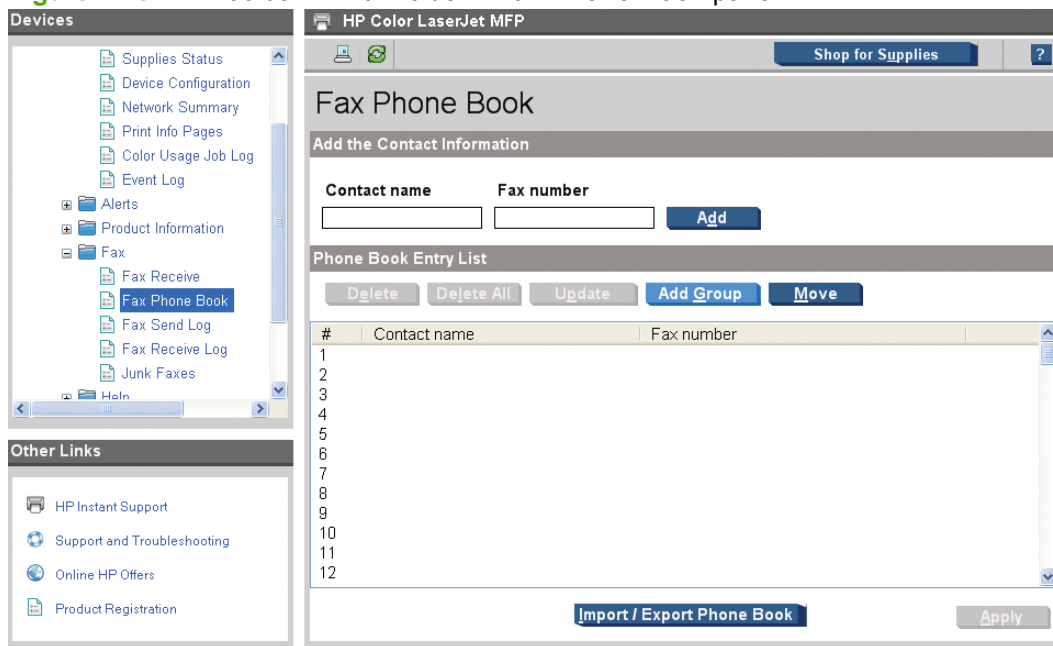 Devices
Supplies Status
Device Configuration
Network Summary
Print Info Pages
Color Usage Job Log
Event Log
Alerts
Product Information
Fax
Fax Receive
Fax Phone Book
Fax Send Log
Fax Receive Log
Junk Faxes
Help
Other Links
HP Instant Support
Support and Troubleshooting
Online HP Offers
Product Registration
HP Color LaserJet MFP
Shop for Supplies
?
Fax Phone Book
Add the Contact Information
Contact name Fax number
Add
Phone Book Entry List
Delete Delete All Update Add Group Move
# Contact name Fax number
1
2
3
4
5
6
7
8
9
10
11
12
Import / Export Phone Book Apply